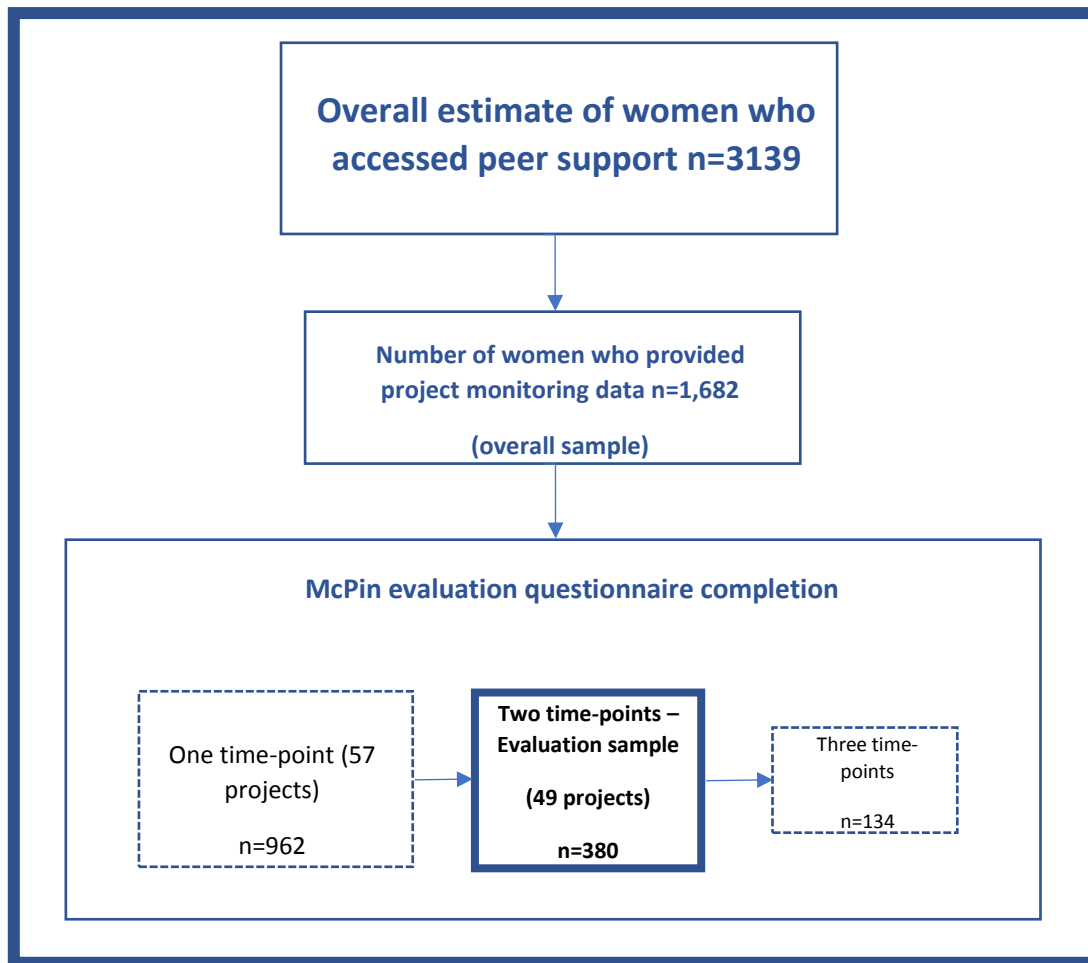 Overall estimate of women who
accessed peer support n=3139
Number of women who provided
project monitoring data n=1,682
(overall sample)
McPin evaluation questionnaire completion
One time-point (57
projects)
n=962
Two time-points –
Evaluation sample
(49 projects)
n=380
Three time-
points
n=134